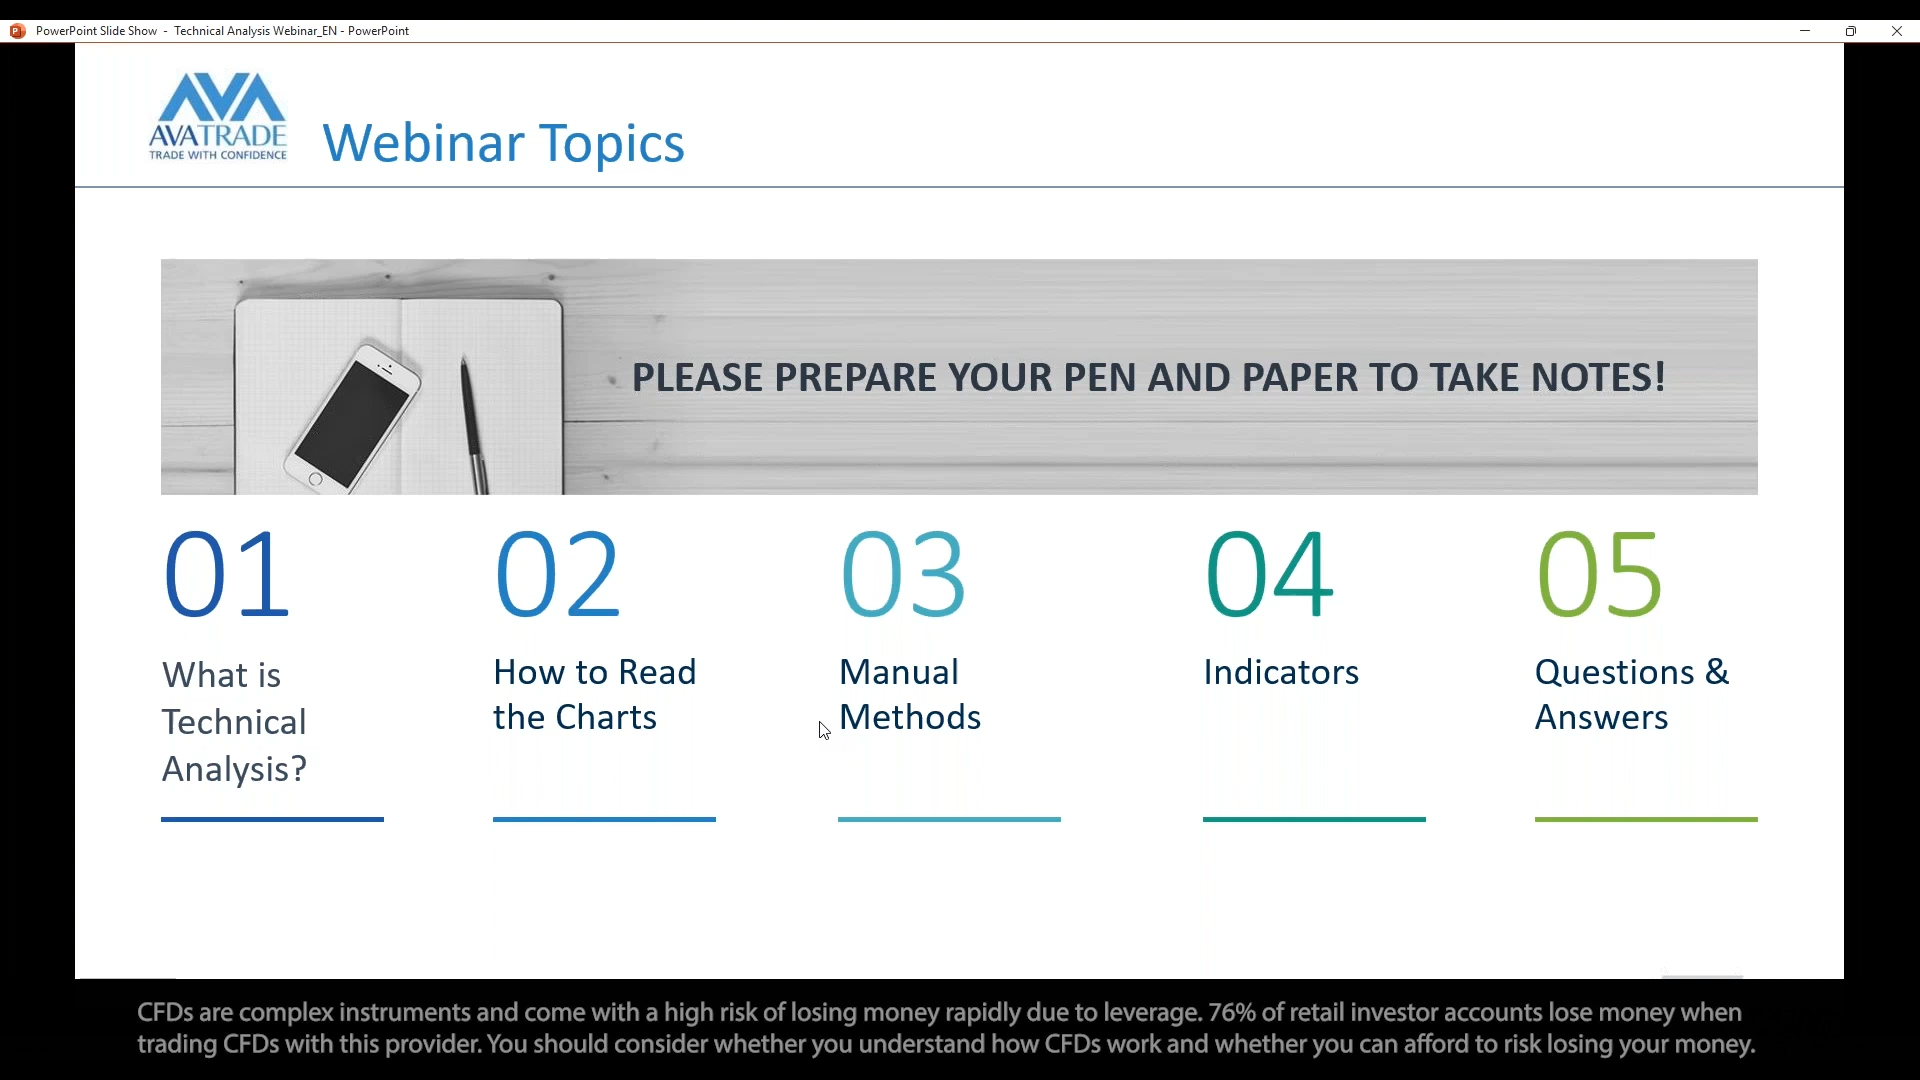 PowerPoint Slide Show - Technical Analysis Webinar_EN - PowerPoint
AVATRADE
TRADE WITH CONFIDENCE
Webinar Topics
PLEASE PREPARE YOUR PEN AND PAPER TO TAKE NOTES!
01
What is
Technical
Analysis?
02
How to Read
the Charts
03
Manual
Methods
04
Indicators
05
Questions &
Answers
CFDs are complex instruments and come with a high risk of losing money rapidly due to leverage. 76% of retail investor accounts lose money when
trading CFDs with this provider. You should consider whether you understand how CFDs work and whether you can afford to risk losing your money.